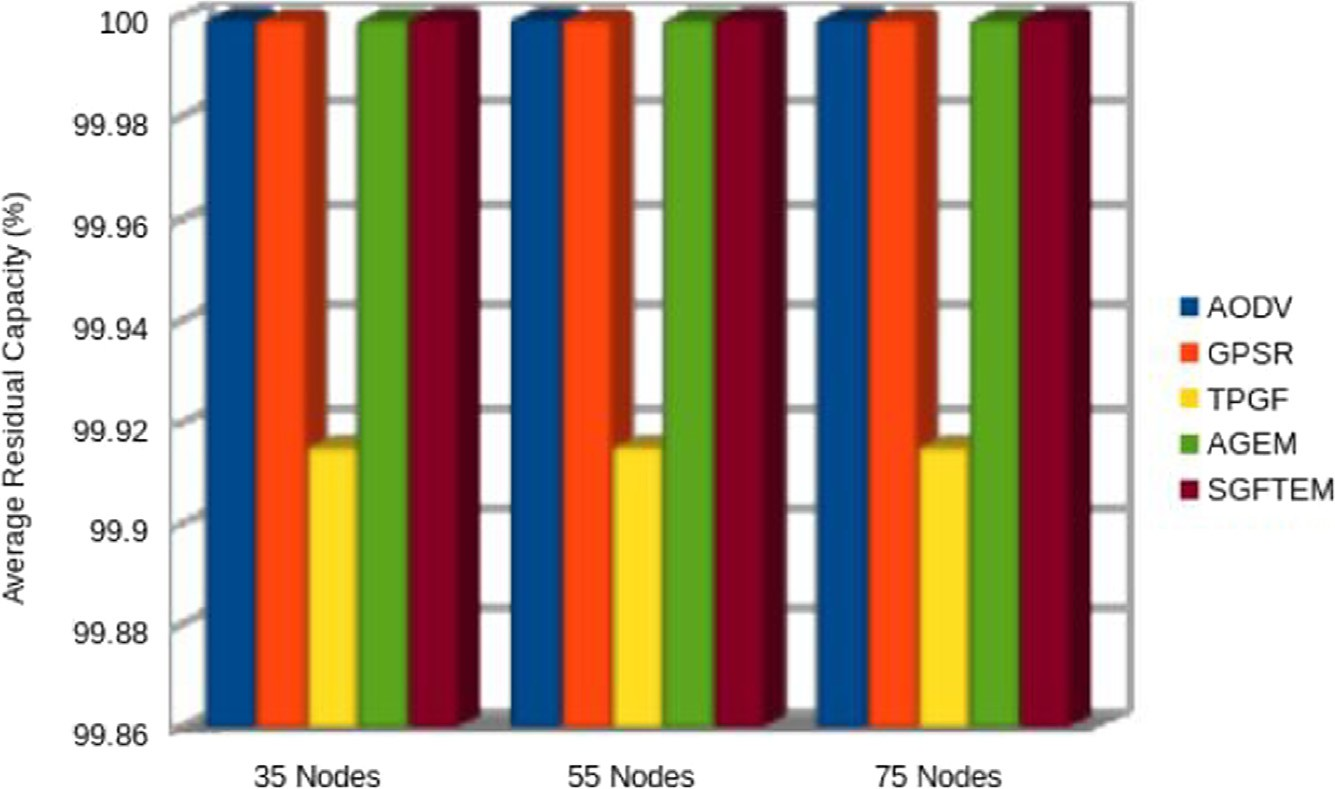 Average Residual Capacity (%)
100
99.98
99.96
99.94
99.92
99.9
99.88
99.86
35 Nodes
55 Nodes
75 Nodes
AODV
GPSR
TPGF
AGEM
SGFTEM